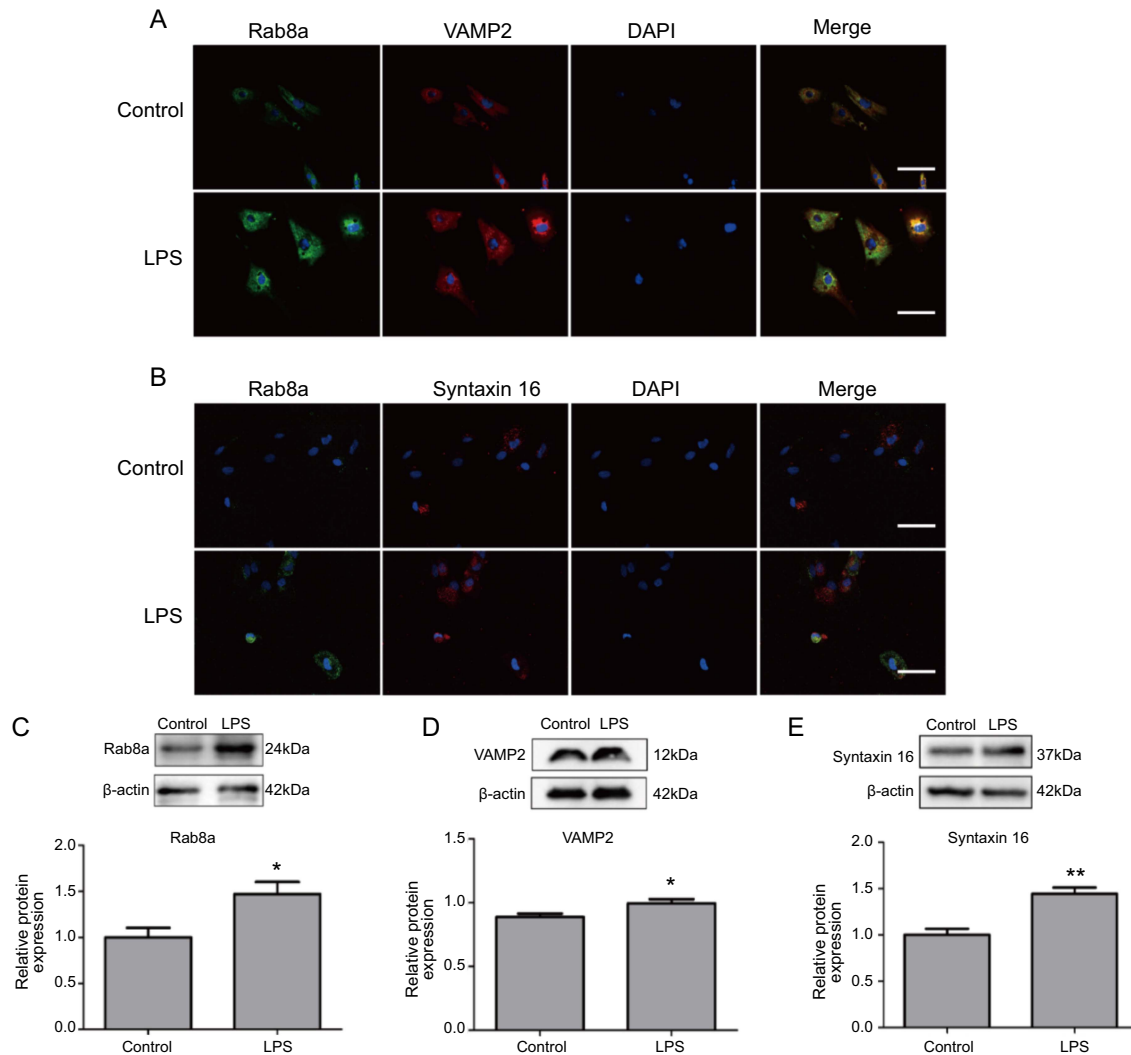 A
Rab8a VAMP2 DAPI Merge
Control
LPS
B
Rab8a Syntaxin 16 DAPI Merge
Control
LPS
C
Control LPS
Rab8a 24kDa
β-actin 42kDa
Rab8a
2.0
1.5
1.0
0.5
0.0
Relative protein
expression
*
Control LPS
D
Control LPS
VAMP2 12kDa
β-actin 42kDa
VAMP2
1.5
1.0
0.5
0.0
Relative protein
expression
*
Control LPS
E
Control LPS
Syntaxin 16 37kDa
β-actin 42kDa
Syntaxin 16
2.0
1.5
1.0
0.5
0.0
Relative protein
expression
**
Control LPS